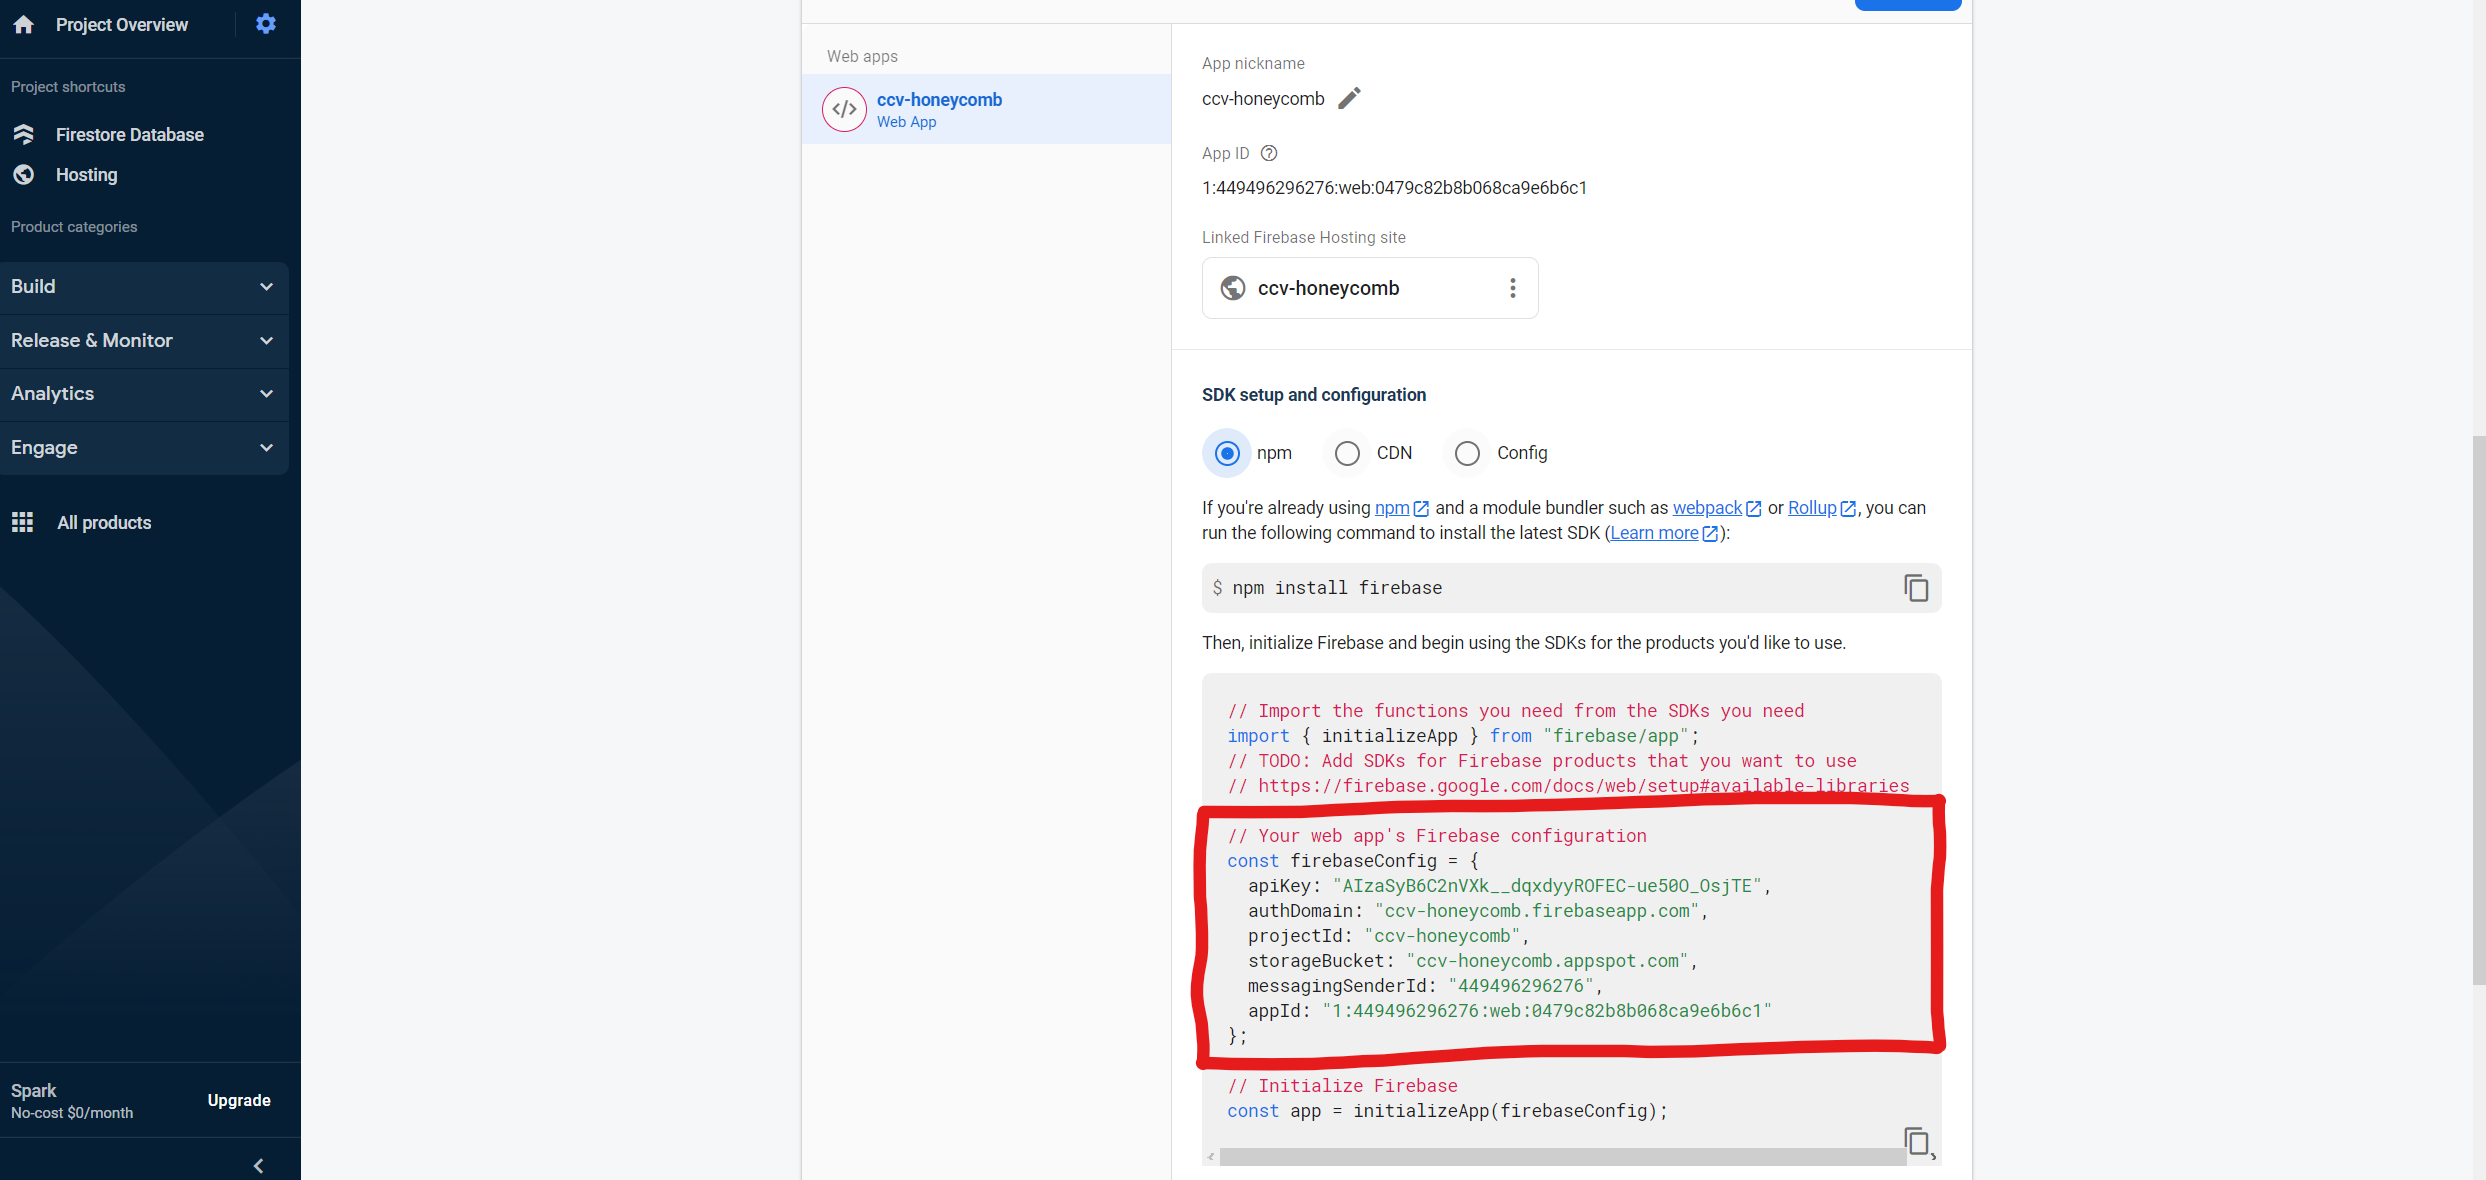 Project Overview
Project shortcuts
Firestore Database
Hosting
Product categories
Build
Release & Monitor
Analytics
Engage
All products
Spark
No-cost $0/month
Upgrade
Web apps
ccv-honeycomb
Web App
App nickname
ccv-honeycomb
App ID
1:449496296276:web:0479c82b8b068ca9e6b6c1
Linked Firebase Hosting site
ccv-honeycomb
SDK setup and configuration
npm
CDN
Config
If you're already using npm and a module bundler such as webpack or Rollup, you can
run the following command to install the latest SDK (Learn more):
$ npm install firebase
Then, initialize Firebase and begin using the SDKs for the products you'd like to use.
// Import the functions you need from the SDKs you need
import { initializeApp } from "firebase/app";
// TODO: Add SDKs for Firebase products that you want to use
// https://firebase.google.com/docs/web/setup#available-libraries
// Your web app's Firebase configuration
const firebaseConfig = {
apiKey: "AIzaSyB6C2nVXk__dqxdyyROFEC-ue50O_OsjTE",
authDomain: "ccv-honeycomb.firebaseapp.com",
projectId: "ccv-honeycomb",
storageBucket: "ccv-honeycomb.appspot.com",
messagingSenderId: "449496296276",
appId: "1:449496296276:web:0479c82b8b068ca9e6b6c1"
};
// Initialize Firebase
const app = initializeApp(firebaseConfig);